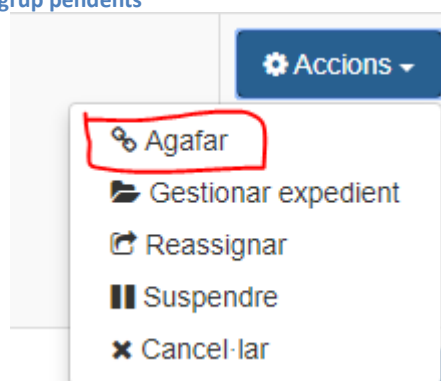 grup pendents
Accions
Agafar
Gestionar expedient
Reassignar
Suspendre
Cancel·lar